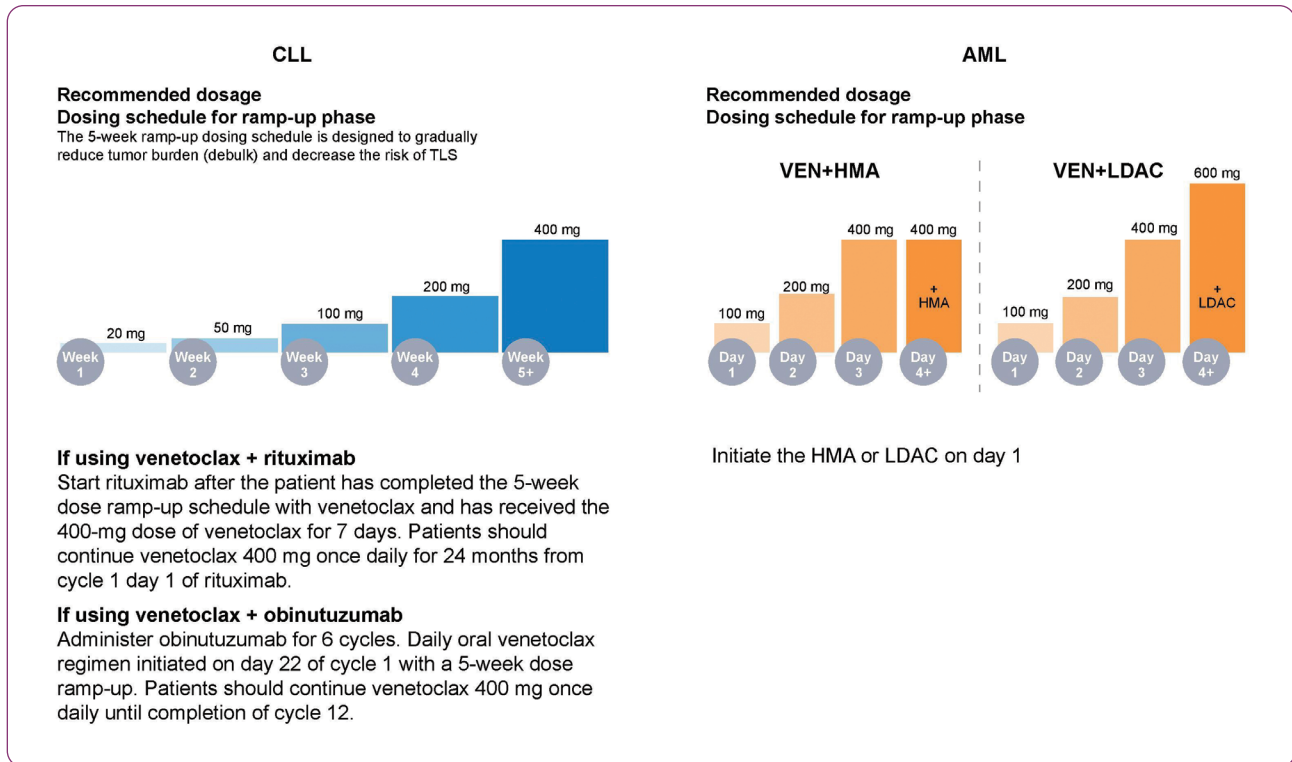 CLL
Recommended dosage
Dosing schedule for ramp-up phase
The 5-week ramp-up dosing schedule is designed to gradually
reduce tumor burden (debulk) and decrease the risk of TLS
20 mg
50 mg
100 mg
200 mg
400 mg
Week
1
Week
2
Week
3
Week
4
Week
5+
If using venetoclax + rituximab
Start rituximab after the patient has completed the 5-week
dose ramp-up schedule with venetoclax and has received the
400-mg dose of venetoclax for 7 days. Patients should
continue venetoclax 400 mg once daily for 24 months from
cycle 1 day 1 of rituximab.
If using venetoclax + obinutuzumab
Administer obinutuzumab for 6 cycles. Daily oral venetoclax
regimen initiated on day 22 of cycle 1 with a 5-week dose
ramp-up. Patients should continue venetoclax 400 mg once
daily until completion of cycle 12.
AML
Recommended dosage
Dosing schedule for ramp-up phase
VEN+HMA
100 mg
200 mg
400 mg
400 mg
+
HMA
Day
1
Day
2
Day
3
Day
4+
VEN+LDAC
100 mg
200 mg
400 mg
600 mg
+
LDAC
Day
1
Day
2
Day
3
Day
4+
Initiate the HMA or LDAC on day 1